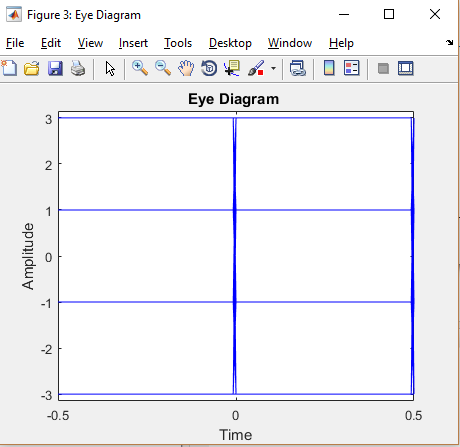 Figure 3: Eye Diagram
File Edit View Insert Tools Desktop Window Help
Eye Diagram
3
2
1
0
-1
-2
-3
Amplitude
-0.5 0 0.5
Time